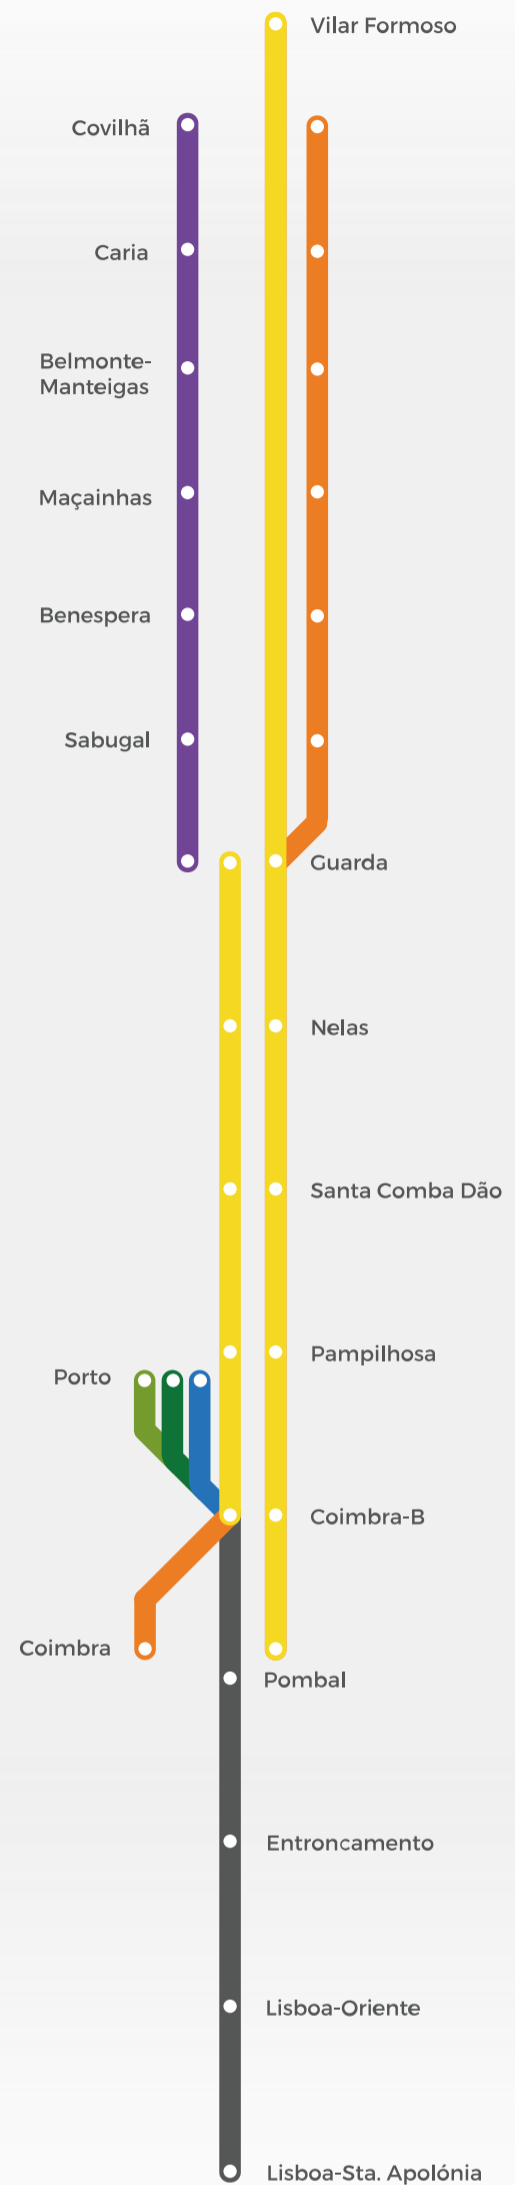 Vilar Formoso
Covilhã
Caria
Belmonte-
Manteigas
Maçainhas
Benespera
Sabugal
Guarda
Nelas
Santa Comba Dão
Pampilhosa
Porto
Coimbra-B
Coimbra
Pombal
Entroncamento
Lisboa-Oriente
Lisboa-Sta. Apolónia